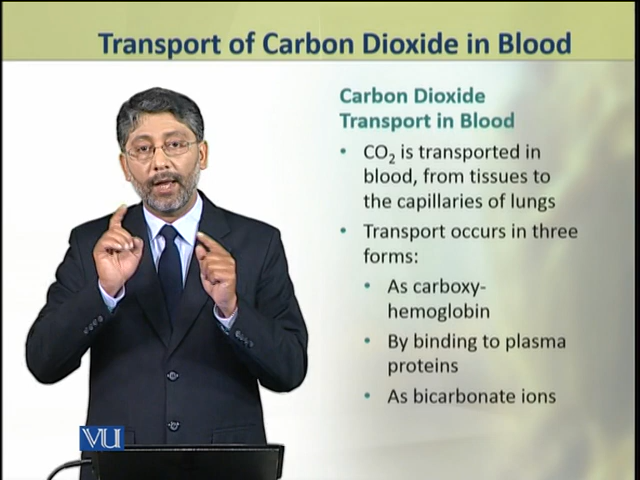 Transport of Carbon Dioxide in Blood
Carbon Dioxide
Transport in Blood
• CO₂ is transported in
blood, from tissues to
the capillaries of lungs
• Transport occurs in three
forms:
• As carboxy-
hemoglobin
• By binding to plasma
proteins
• As bicarbonate ions
VU